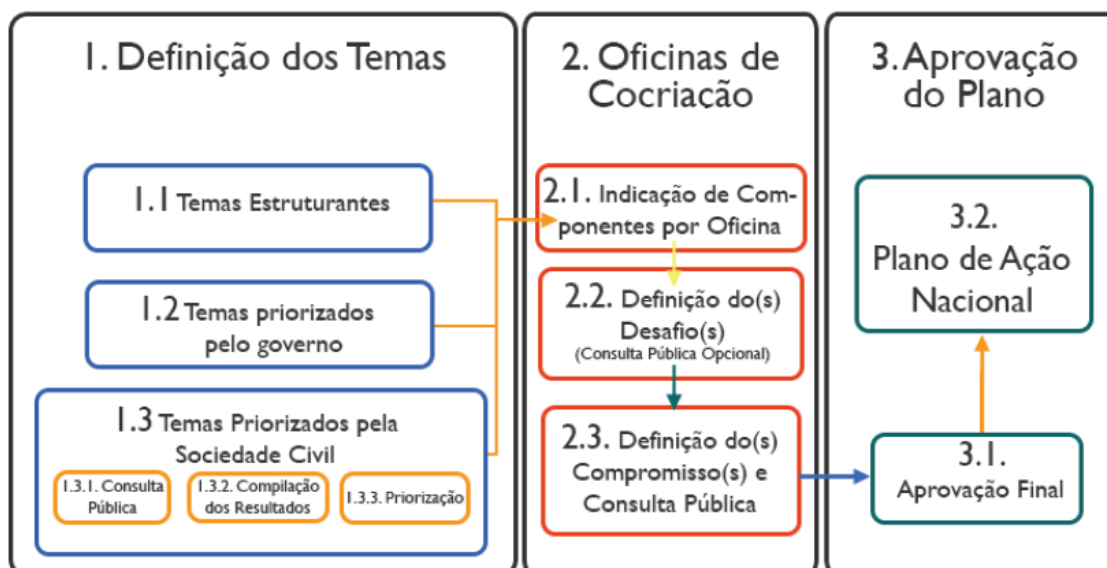 1. Definição dos Temas
1.1 Temas Estruturantes
1.2 Temas priorizados
pelo governo
1.3 Temas Priorizados pela
Sociedade Civil
1.3.1. Consulta
Pública
1.3.2. Compilação
dos Resultados
1.3.3. Priorização
2. Oficinas de
Cocriação
2.1. Indicação de Com-
ponentes por Oficina
2.2. Definição do(s)
Desafio(s)
(Consulta Pública Opcional)
2.3. Definição do(s)
Compromisso(s) e
Consulta Pública
3. Aprovação
do Plano
3.2.
Plano de Ação
Nacional
3.1.
Aprovação Final